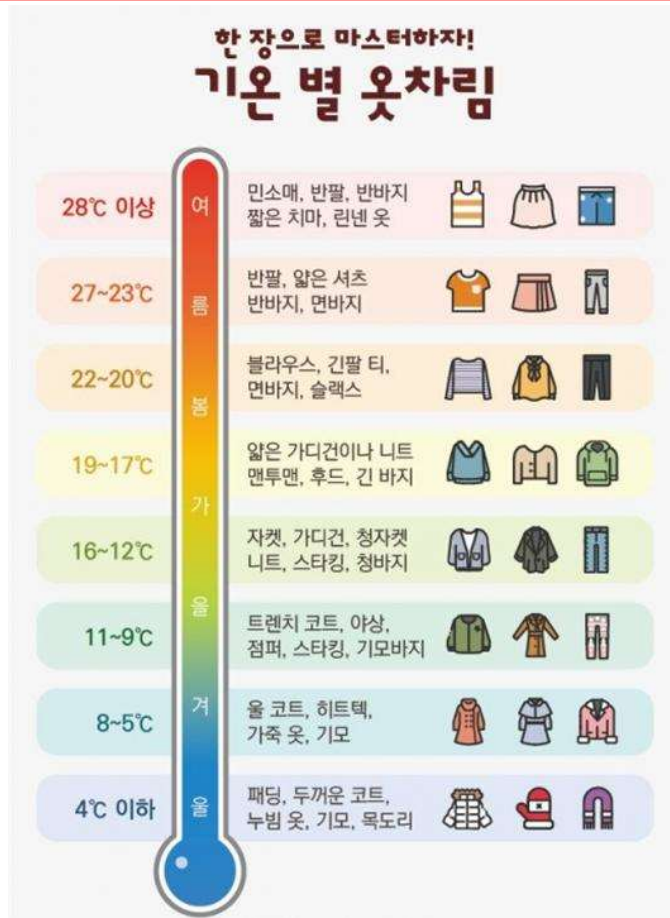 한 장으로 마스터하자!
기온 별 옷차림
28℃ 이상
민소매, 반팔, 반바지
짧은 치마, 린넨 옷
27~23℃
반팔, 얇은 셔츠
반바지, 면바지
22~20℃
블라우스, 긴팔 티,
면바지, 슬랙스
19~17℃
얇은 가디건이나 니트
맨투맨, 후드, 긴 바지
16~12℃
자켓, 가디건, 청자켓
니트, 스타킹, 청바지
11~9℃
트렌치 코트, 야상,
점퍼, 스타킹, 기모바지
8~5℃
울 코트, 히트텍,
가죽 옷, 기모
4℃ 이하
패딩, 두꺼운 코트,
누빔 옷, 기모, 목도리
여
름
봄
가
을
겨
울